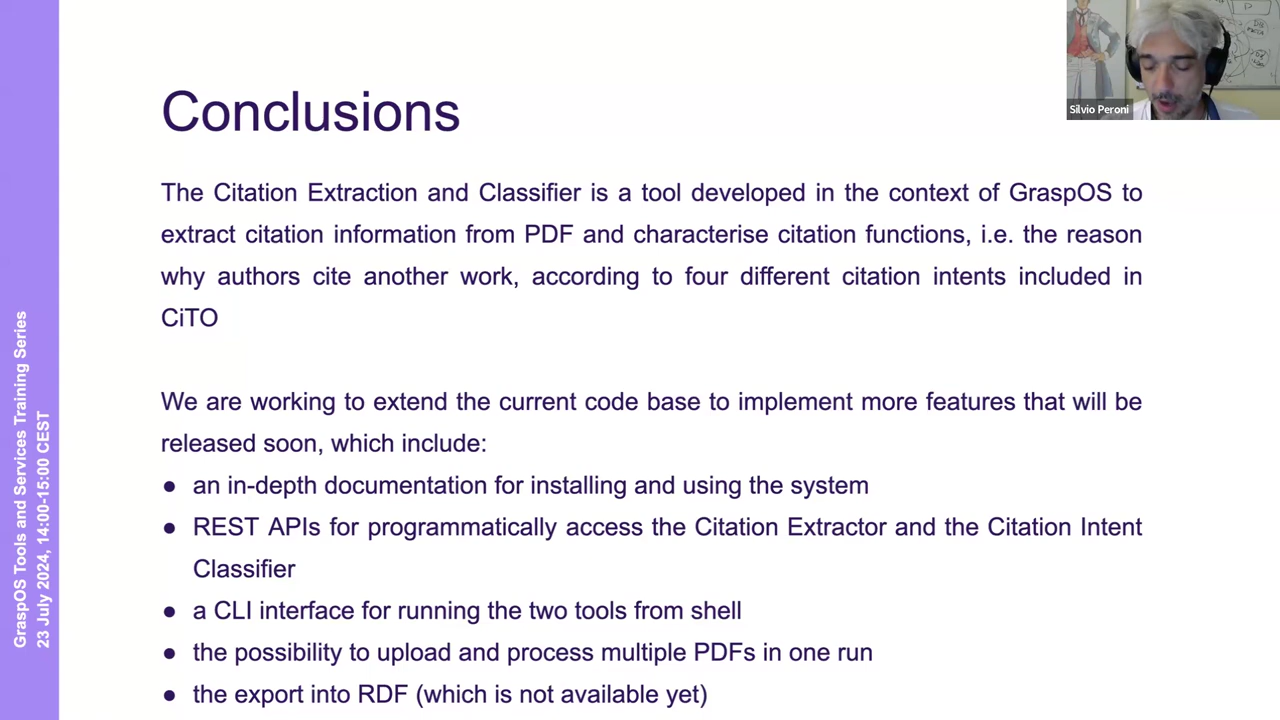 Conclusions
The Citation Extraction and Classifier is a tool developed in the context of GraspOS to
extract citation information from PDF and characterise citation functions, i.e. the reason
why authors cite another work, according to four different citation intents included in
CiTO
We are working to extend the current code base to implement more features that will be
released soon, which include:
● an in-depth documentation for installing and using the system
● REST APIs for programmatically access the Citation Extractor and the Citation Intent
Classifier
● a CLI interface for running the two tools from shell
● the possibility to upload and process multiple PDFs in one run
● the export into RDF (which is not available yet)
GraspOS Tools and Services Training Series
23 July 2024, 14:00-15:00 CEST
Silvio Peroni